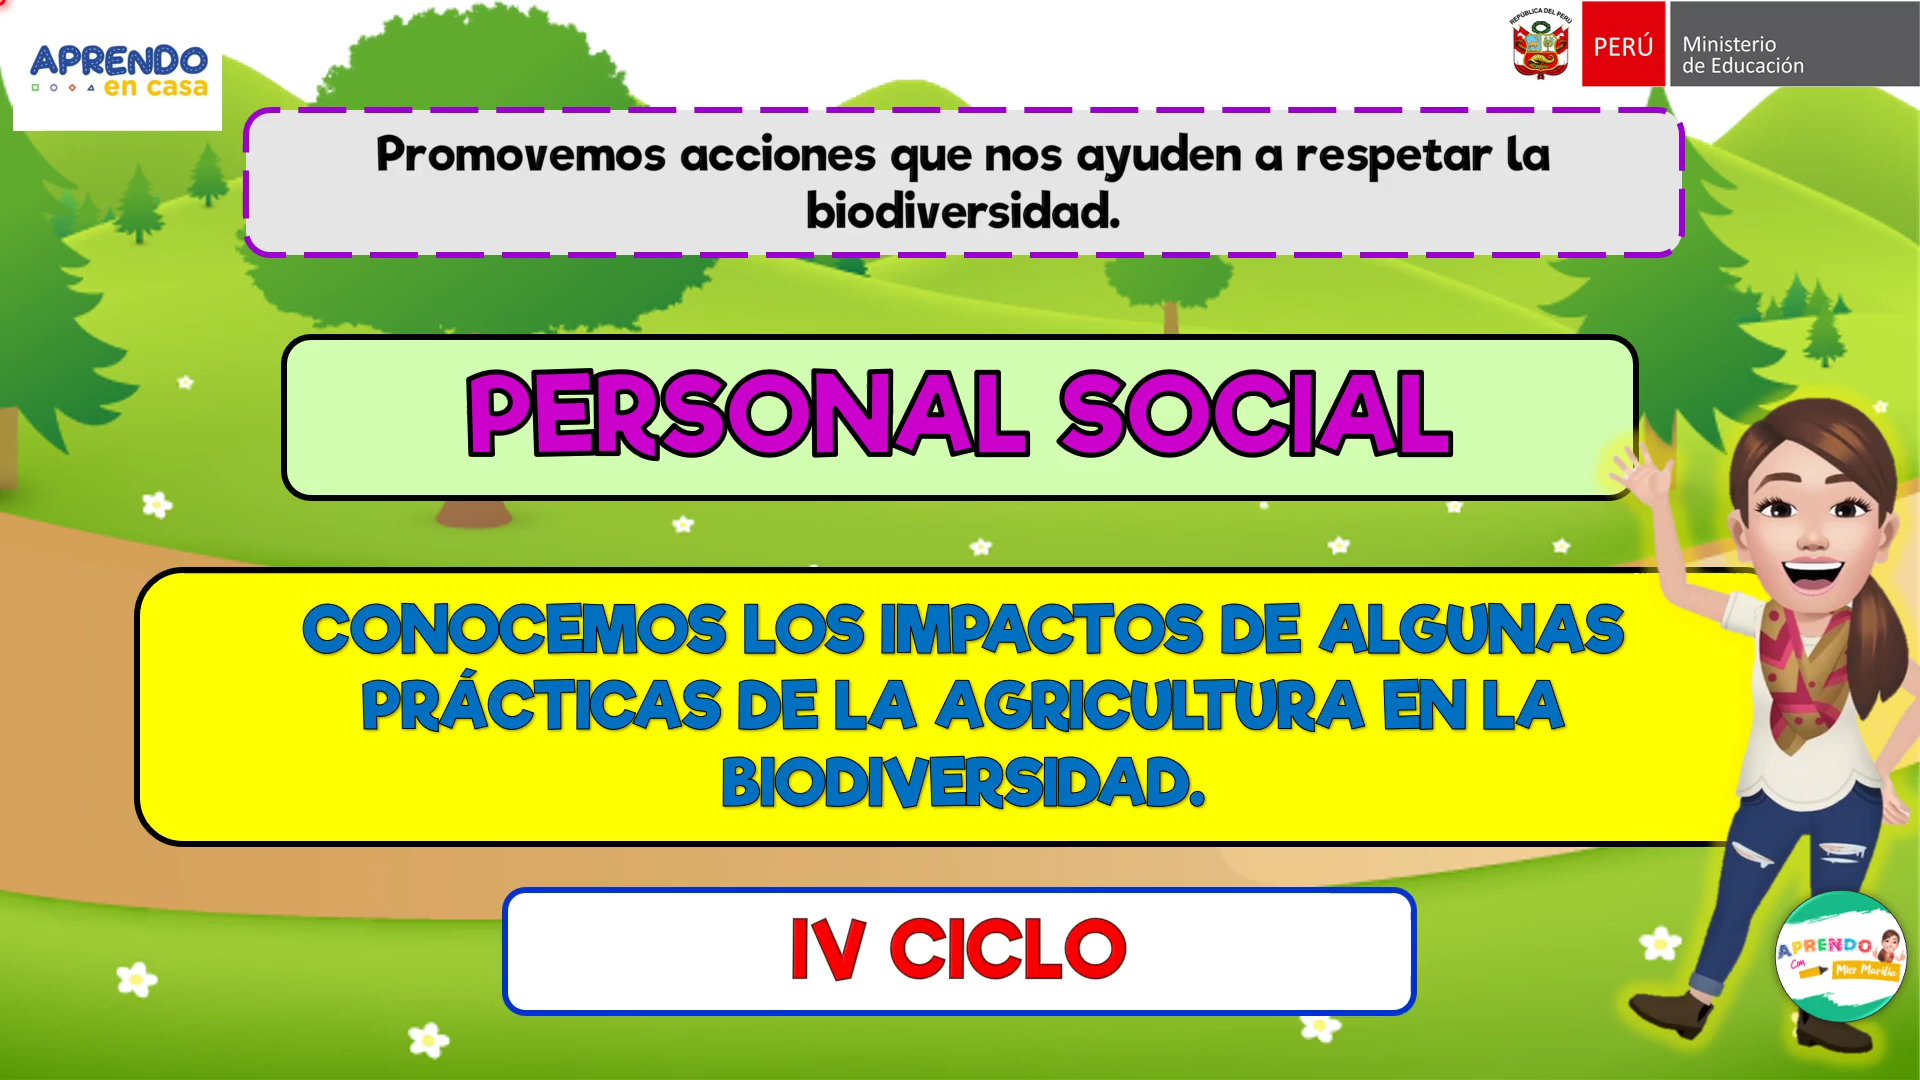 APRENDO
en casa
REPÚBLICA DEL PERÚ
PERÚ
Ministerio
de Educación
Promovemos acciones que nos ayuden a respetar la
biodiversidad.
PERSONAL SOCIAL
CONOCEMOS LOS IMPACTOS DE ALGUNAS
PRÁCTICAS DE LA AGRICULTURA EN LA
BIODIVERSIDAD.
IV CICLO
APRENDO
Con
Miss Marilia